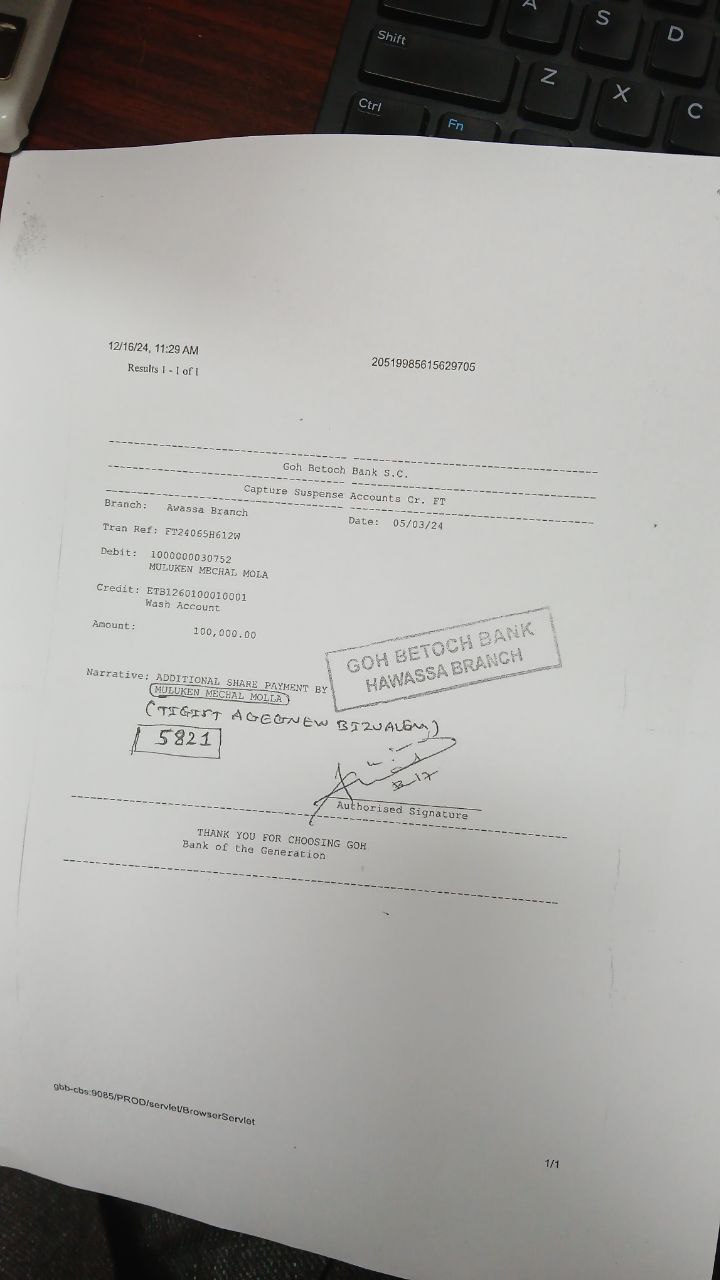 A
S
D
Shift
Z
X
C
Ctrl
Fn
12/16/24, 11:29 AM
20519985615629705
Results 1 - 1 of 1
Goh Betoch Bank S.C.
Capture Suspense Accounts Cr. FT
Branch: Awassa Branch
Date: 05/03/24
Tran Ref: FT24065H612W
Debit: 1000000030752
MULUKEN MECHAL MOLA
Credit: ETB1260100010001
Wash Account
Amount: 100,000.00
GOH BETOCH BANK
HAWASSA BRANCH
Narrative: ADDITIONAL SHARE PAYMENT BY
MULUKEN MECHAL MOLLA
(TIGIST AGEGNEW BIZUALEM)
5821
B-17
Authorised Signature
THANK YOU FOR CHOOSING GOH
Bank of the Generation
gbb-cbs:9085/PROD/servlet/BrowserServlet
1/1